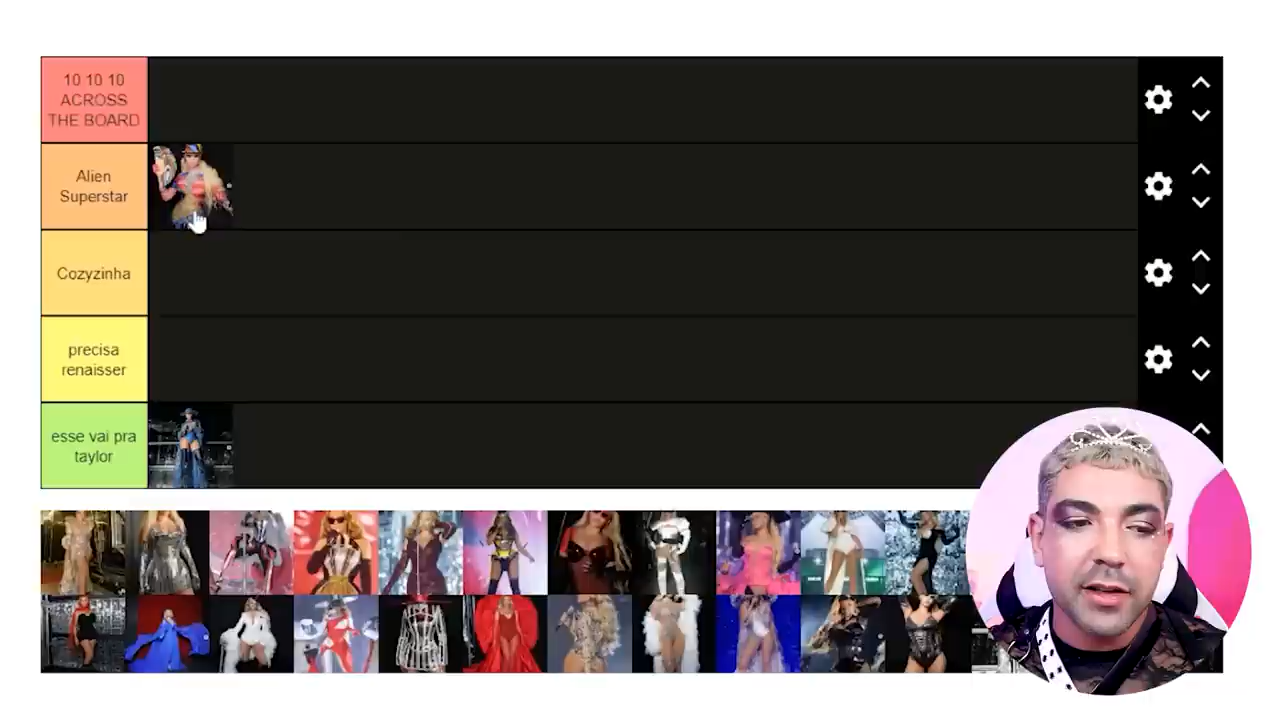 10 10 10
ACROSS
THE BOARD
Alien
Superstar
Cozyzinha
precisa
renaisser
esse vai pra
taylor